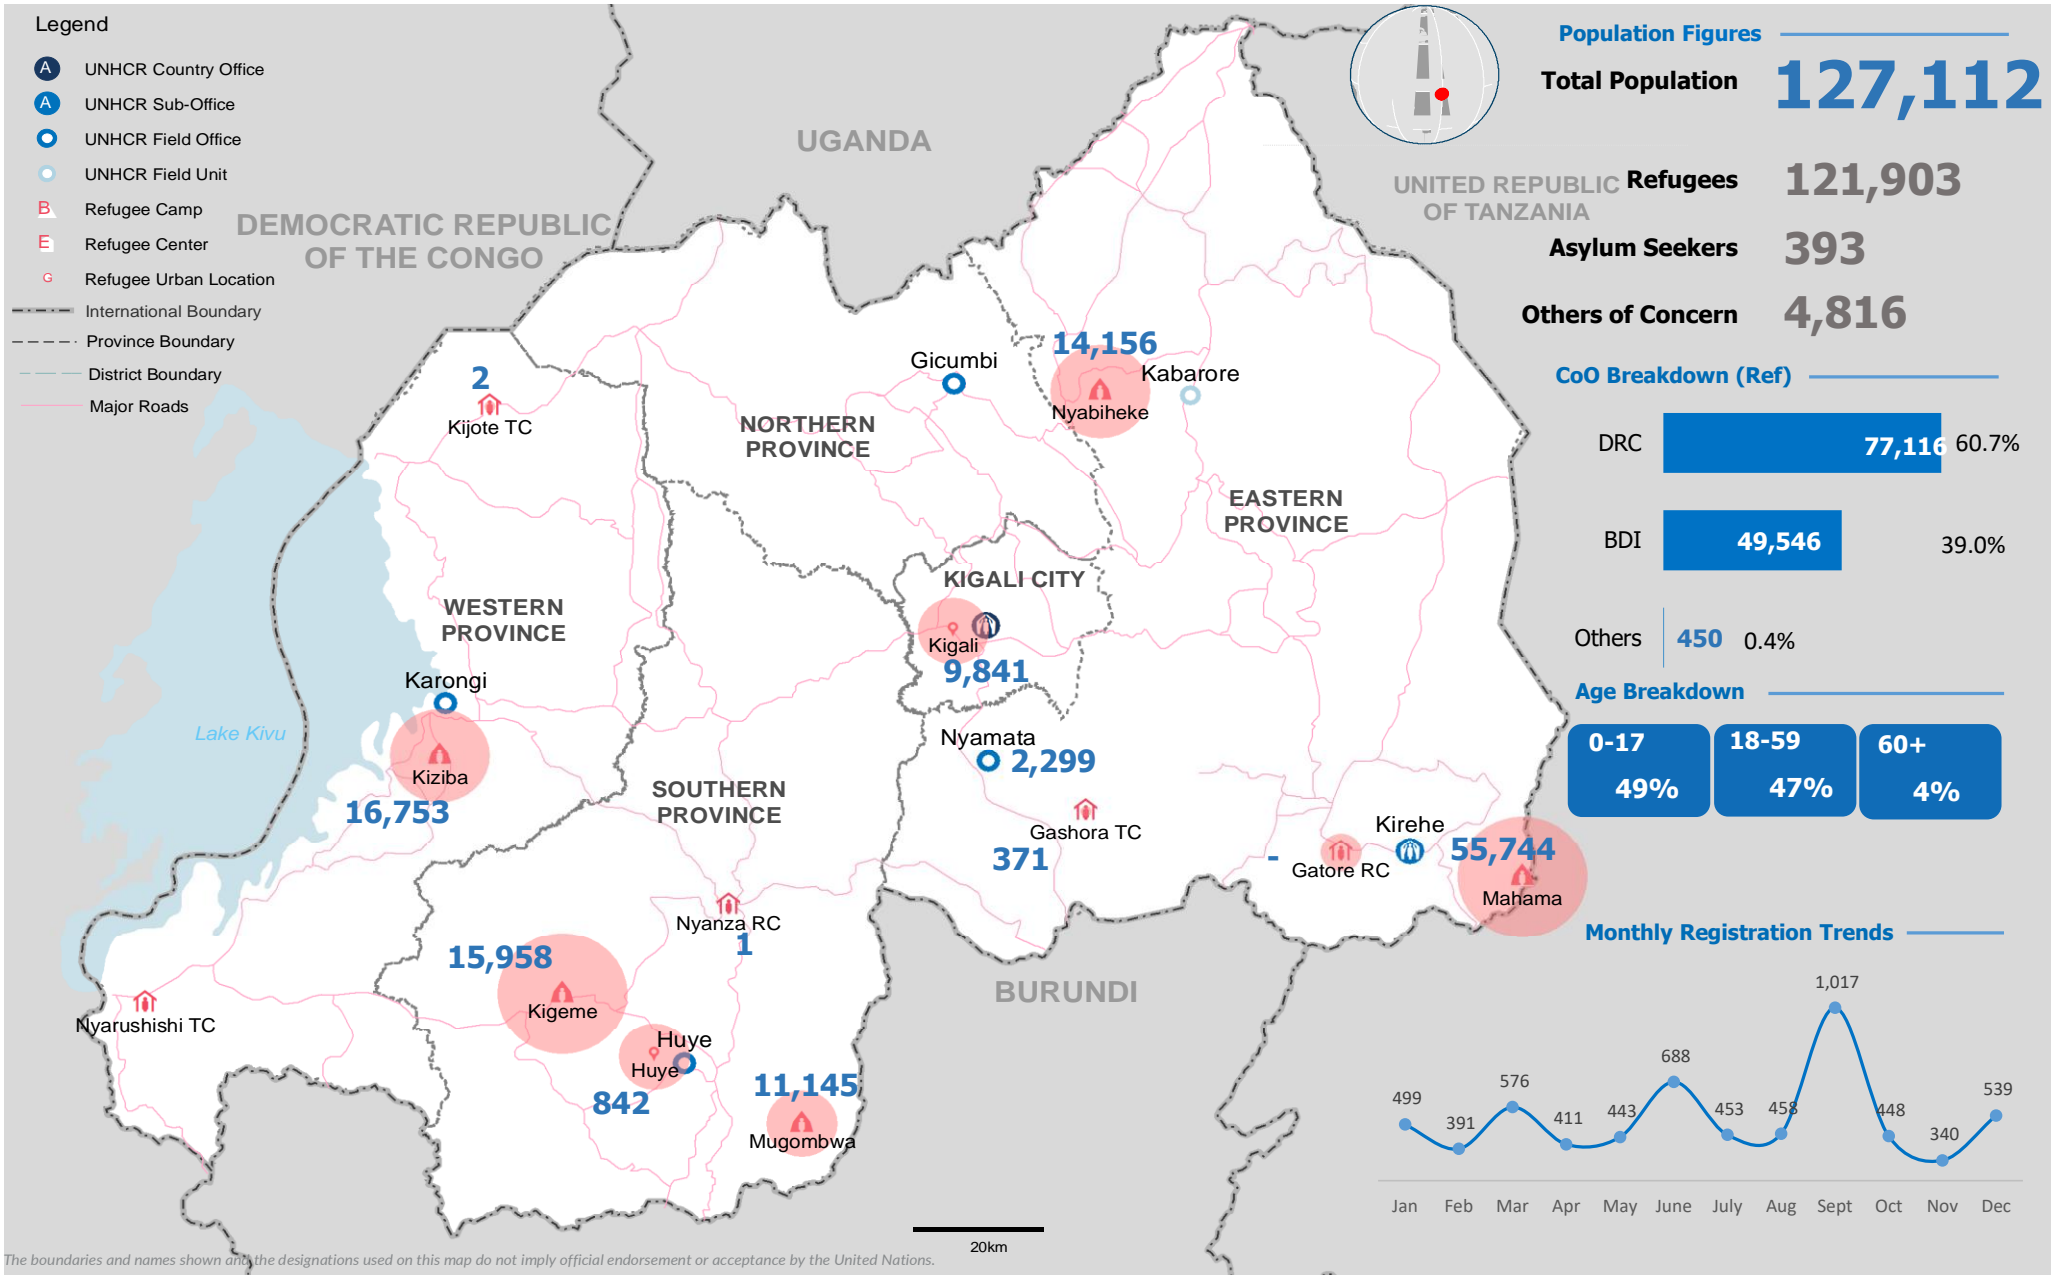 Legend
A UNHCR Country Office
A UNHCR Sub-Office
UNHCR Field Office
UNHCR Field Unit
B Refugee Camp
E Refugee Center
G Refugee Urban Location
International Boundary
Province Boundary
District Boundary
Major Roads
DEMOCRATIC REPUBLIC
OF THE CONGO
UGANDA
UNITED REPUBLIC
OF TANZANIA
BURUNDI
Lake Kivu
2
Kijote TC
Gicumbi
14,156
Nyabiheke
Kabarore
NORTHERN
PROVINCE
EASTERN
PROVINCE
KIGALI CITY
Kigali
9,841
WESTERN
PROVINCE
Karongi
Kiziba
16,753
Nyamata
2,299
SOUTHERN
PROVINCE
Gashora TC
371
-
Gatore RC
Kirehe
55,744
Mahama
Nyanza RC
1
15,958
Kigeme
Nyarushishi TC
Huye
Huye
842
11,145
Mugombwa
20km
The boundaries and names shown and the designations used on this map do not imply official endorsement or acceptance by the United Nations.
Population Figures
Total Population 127,112
Refugees 121,903
Asylum Seekers 393
Others of Concern 4,816
CoO Breakdown (Ref)
DRC 77,116 60.7%
BDI 49,546 39.0%
Others 450 0.4%
Age Breakdown
0-17 18-59 60+
49% 47% 4%
Monthly Registration Trends
499 391 576 411 443 688 453 458 1,017 448 340 539
Jan Feb Mar Apr May June July Aug Sept Oct Nov Dec